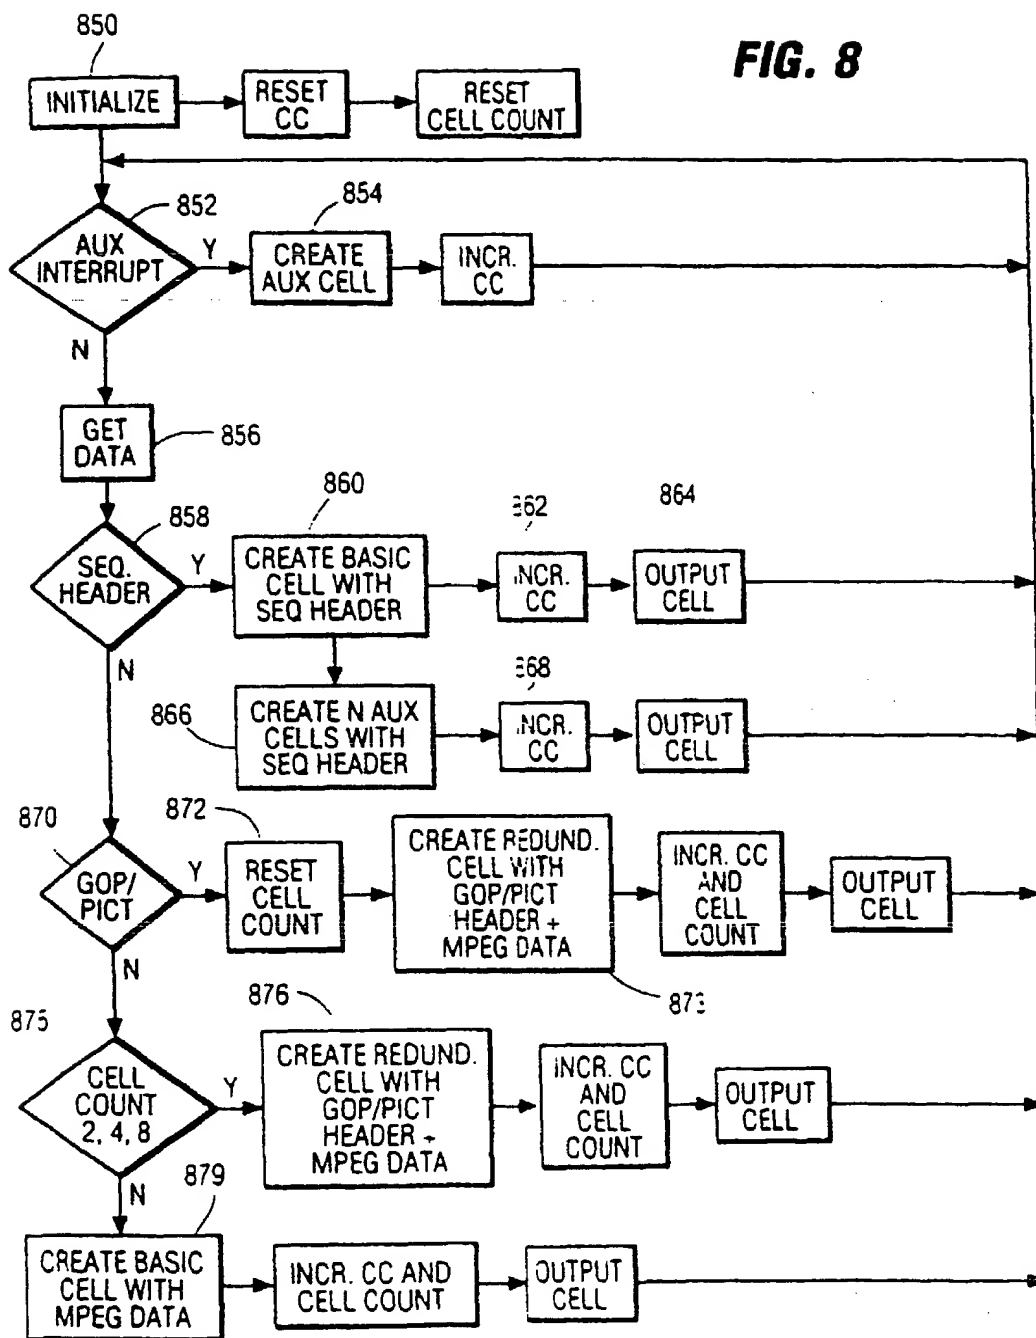 850
FIG. 8
INITIALIZE
RESET
CC
RESET
CELL COUNT
852
854
AUX
INTERRUPT
Y
CREATE
AUX CELL
INCR.
CC
N
GET
DATA
856
858
860
862
864
SEQ.
HEADER
Y
CREATE BASIC
CELL WITH
SEQ HEADER
INCR.
CC
OUTPUT
CELL
N
866
868
CREATE N AUX
CELLS WITH
SEQ HEADER
INCR.
CC
OUTPUT
CELL
870
872
GOP/
PICT
Y
RESET
CELL
COUNT
CREATE REDUND.
CELL WITH
GOP/PICT
HEADER +
MPEG DATA
INCR. CC
AND
CELL
COUNT
OUTPUT
CELL
N
873
875
876
CELL
COUNT
2, 4, 8
Y
CREATE REDUND.
CELL WITH
GOP/PICT
HEADER +
MPEG DATA
INCR. CC
AND
CELL
COUNT
OUTPUT
CELL
N
879
CREATE BASIC
CELL WITH
MPEG DATA
INCR. CC AND
CELL COUNT
OUTPUT
CELL